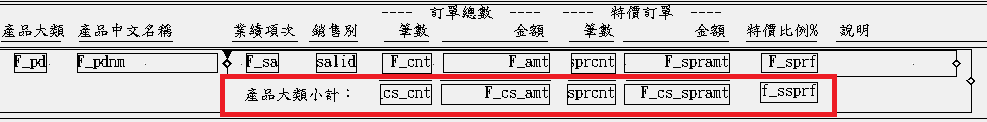 ---- 訂單總數 ---- ---- 特價訂單 ----
產品大類 產品中文名稱 業績項次 銷售別 筆數 金額 筆數 金額 特價比例% 說明
F_pd F_pdnm F_sa salid F_cnt F_amt sprcnt F_spramt F_sprf
產品大類小計： cs_cnt F_cs_amt sprcnt F_cs_spramt f_ssprf